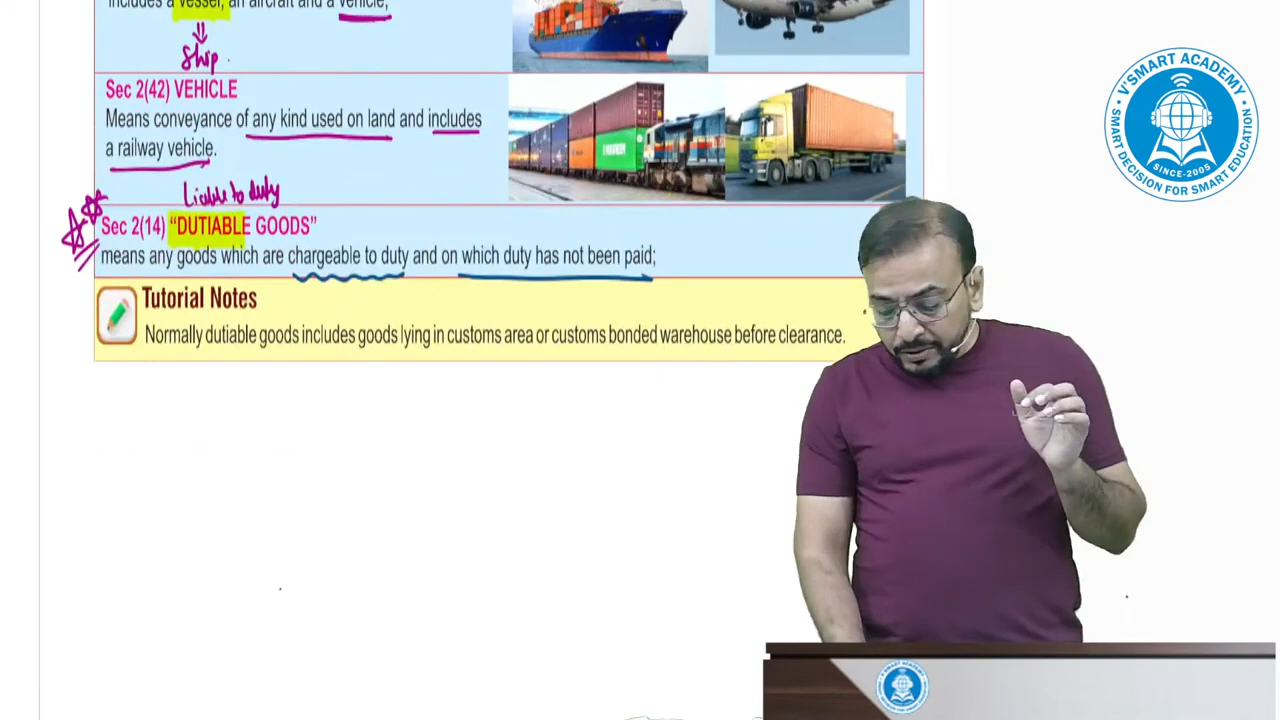 includes a vessel, an aircraft and a vehicle;
Ship
Sec 2(42) VEHICLE
Means conveyance of any kind used on land and includes
a railway vehicle.
Liable to duty
Sec 2(14) “DUTIABLE GOODS”
means any goods which are chargeable to duty and on which duty has not been paid;
Tutorial Notes
Normally dutiable goods includes goods lying in customs area or customs bonded warehouse before clearance.
V'SMART ACADEMY
SINCE-2005
SMART DECISION FOR SMART EDUCATION